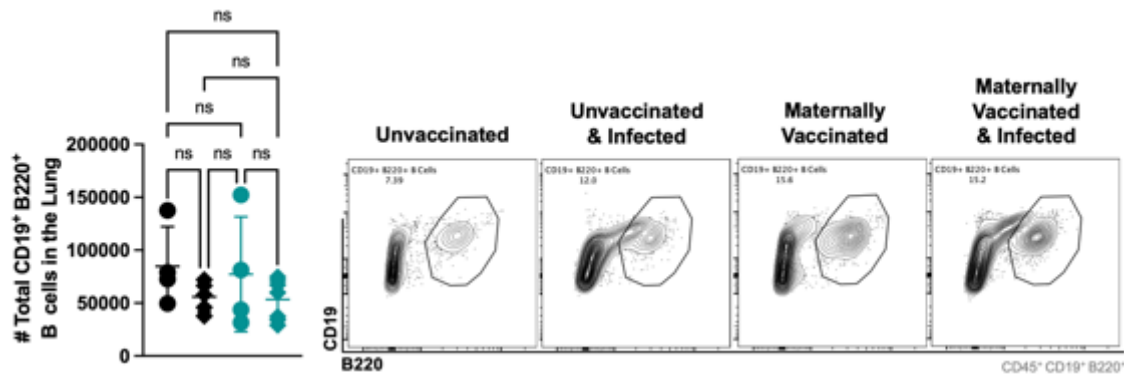 ns
ns
ns
ns ns ns
# Total CD19+ B220+
B cells in the Lung
200000
150000
100000
50000
0
Unvaccinated
Unvaccinated
& Infected
Maternally
Vaccinated
Maternally
Vaccinated
& Infected
CD19+ B220+ B Cells
7.39
CD19+ B220+ B Cells
12.0
CD19+ B220+ B Cells
15.6
CD19+ B220+ B Cells
15.2
CD19
B220
CD45+ CD19+ B220+